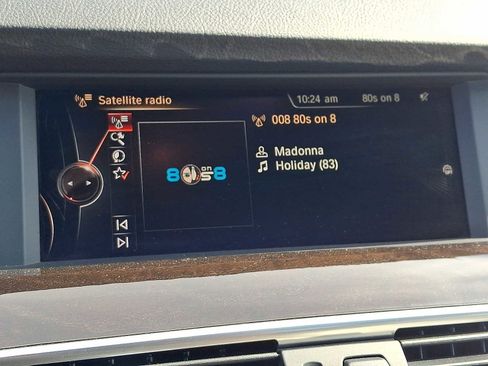 Satellite radio
10:24 am
80s on 8
008 80s on 8
80s on 8
Madonna
Holiday (83)